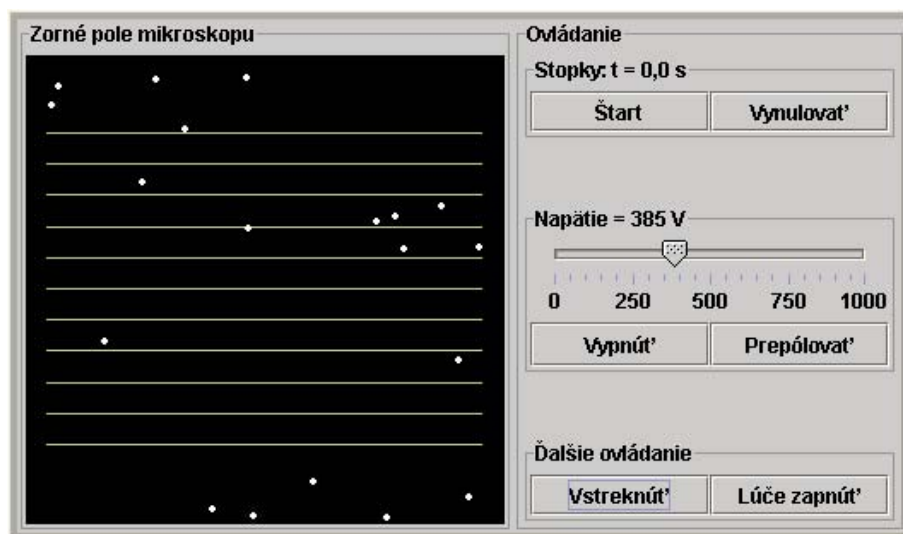 Zorné pole mikroskopu
Ovládanie
Stopky: t = 0,0 s
Štart Vynulovať
Napätie = 385 V
0 250 500 750 1000
Vypnúť Prepólovať
Ďalšie ovládanie
Vstreknúť Lúče zapnúť